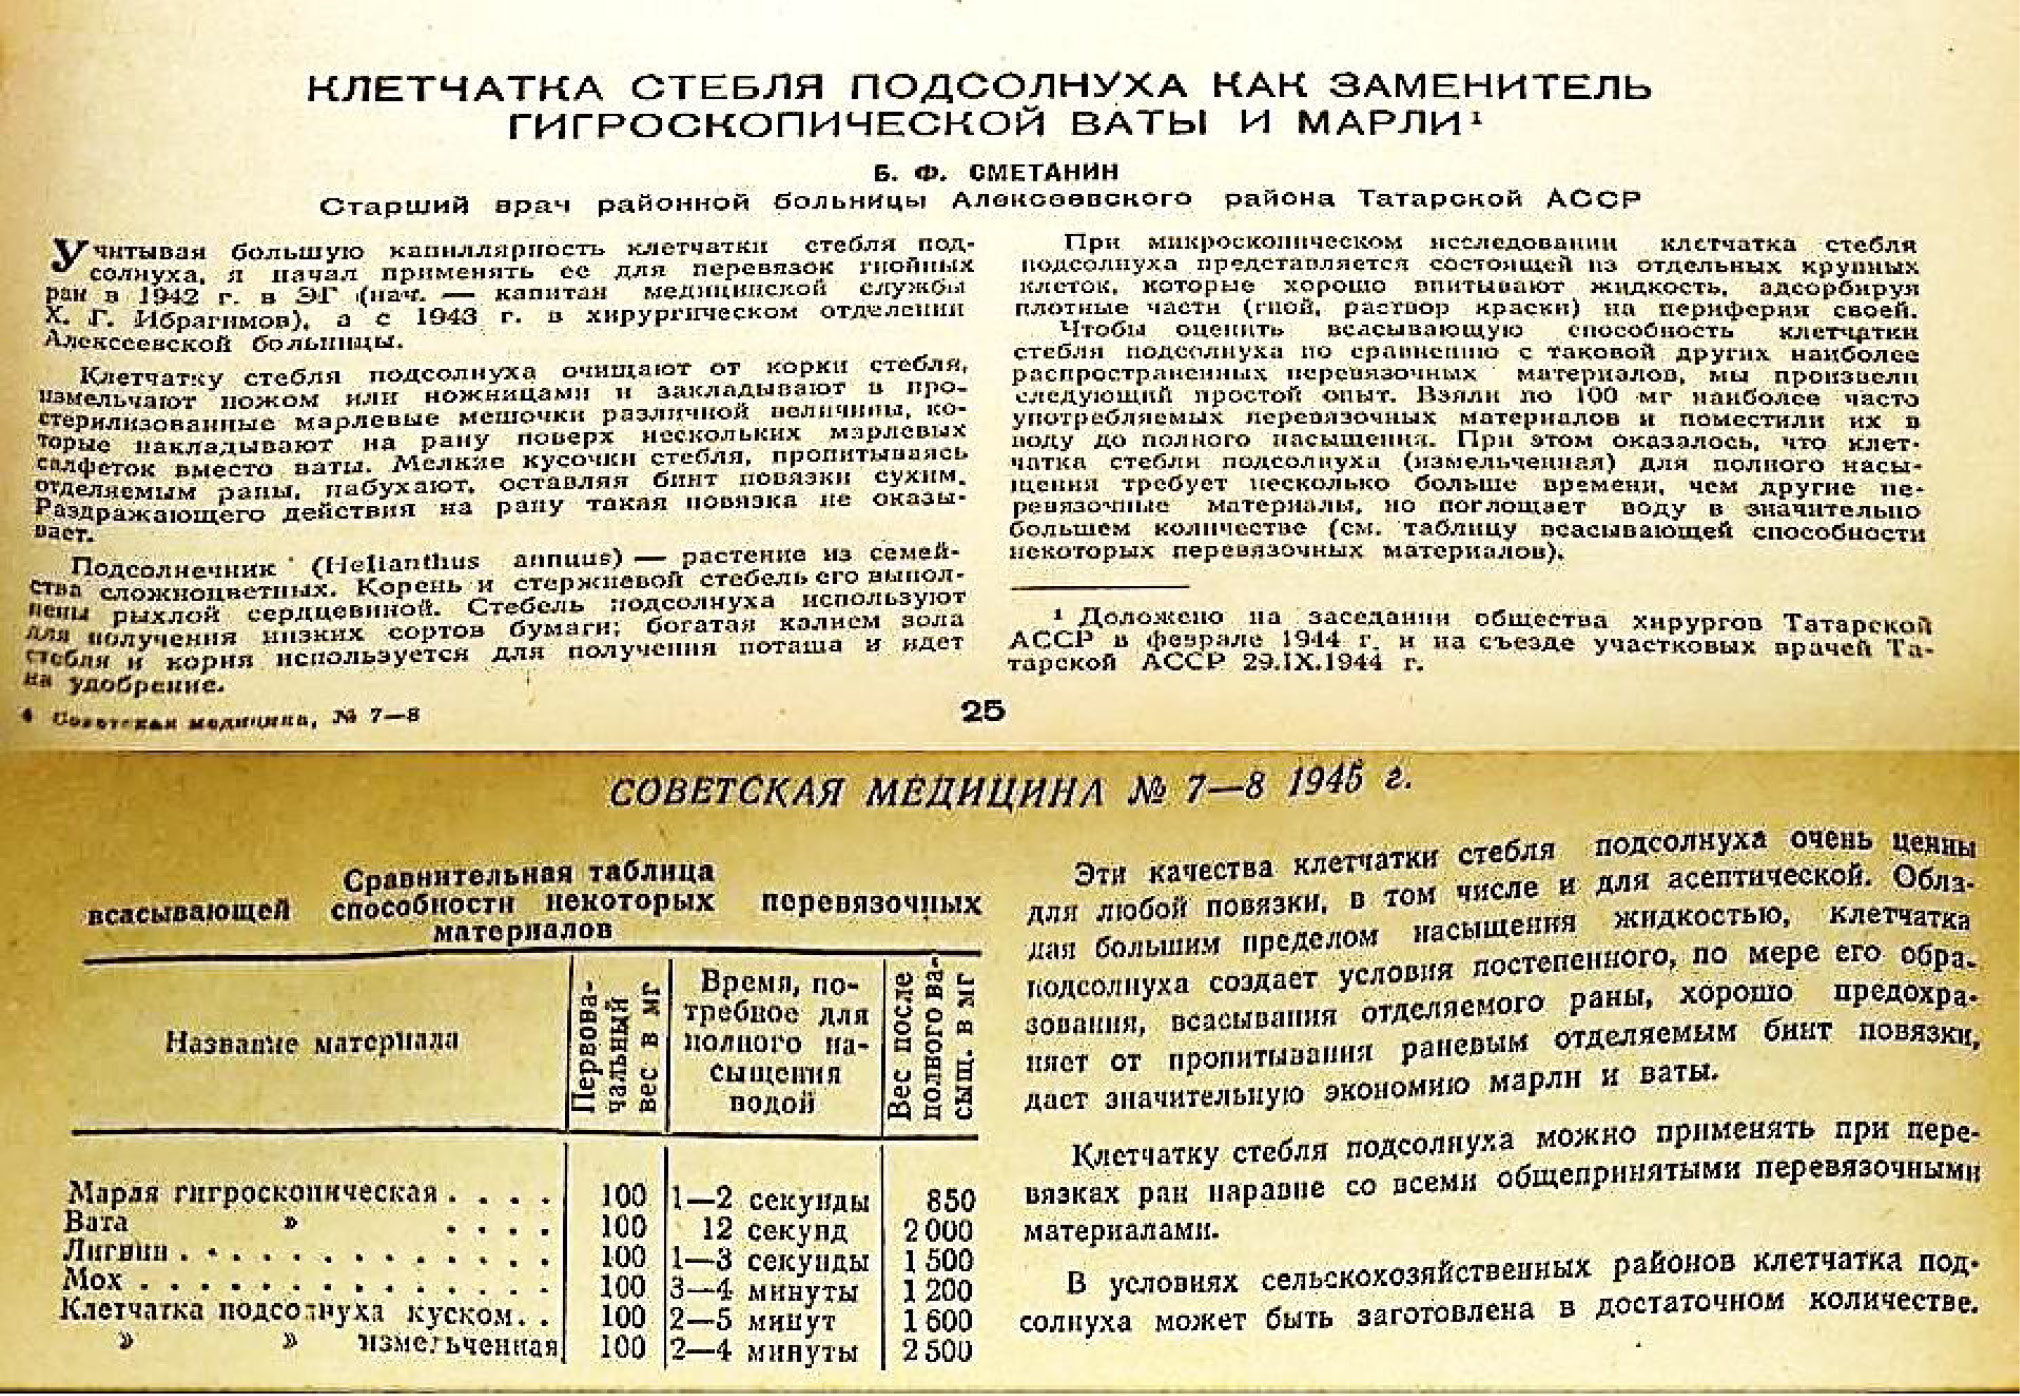 КЛЕТЧАТКА СТЕБЛЯ ПОДСОЛНУХА КАК ЗАМЕНИТЕЛЬ
ГИГРОСКОПИЧЕСКОЙ ВАТЫ И МАРЛИ¹
Б. Ф. СМЕТАНИН
Старший врач районной больницы Алексеевского района Татарской АССР
Учитывая большую капиллярность клетчатки стебля под-
солнуха, я начал применять ее для перевязок гнойных
ран в 1942 г. в ЭГ (нач. — капитан медицинской службы
Х. Г. Ибрагимов), а с 1943 г. в хирургическом отделении
Алексеевской больницы.
Клетчатку стебля подсолнуха очищают от корки стебля,
измельчают ножом или ножницами и закладывают в про-
стерилизованные марлевые мешочки различной величины, ко-
торые накладывают на рану поверх нескольких марлевых
салфеток вместо ваты. Мелкие кусочки стебля, пропитываясь
отделяемым раны, набухают, оставляя бинт повязки сухим.
Раздражающего действия на рану такая повязка не оказы-
вает.
Подсолнечник (Helianthus annuus) — растение из семей-
ства сложноцветных. Корень и стержневой стебель его выпол-
нены рыхлой сердцевиной. Стебель подсолнуха используют
для получения низких сортов бумаги; богатая калием зола
стебля и корня используется для получения поташа и идет
на удобрение.
4 Советская медицина, № 7—8
При микроскопическом исследовании клетчатка стебля
подсолнуха представляется состоящей из отдельных крупных
клеток, которые хорошо впитывают жидкость, адсорбируя
плотные части (гной, раствор краски) на периферии своей.
Чтобы оценить всасывающую способность клетчатки
стебля подсолнуха по сравнению с таковой других наиболее
распространенных перевязочных материалов, мы произвели
следующий простой опыт. Взяли по 100 мг наиболее часто
употребляемых перевязочных материалов и поместили их в
воду до полного насыщения. При этом оказалось, что клет-
чатка стебля подсолнуха (измельченная) для полного насы-
щения требует несколько больше времени, чем другие пе-
ревязочные материалы, но поглощает воду в значительно
большем количестве (см. таблицу всасывающей способности
некоторых перевязочных материалов).
¹ Доложено на заседании общества хирургов Татарской
АССР в феврале 1944 г. и на съезде участковых врачей Та-
тарской АССР 29.IX.1944 г.
25
СОВЕТСКАЯ МЕДИЦИНА № 7—8 1945 г.
Сравнительная таблица
всасывающей способности некоторых перевязочных
материалов
Название материала
Первона-
чальный
вес в мг
Время, по-
требное для
полного на-
сыщения
водой
Вес после
полного на-
сыщ. в мг
Марля гигроскопическая . . . . 100 1—2 секунды 850
Вата » . . . . 100 12 секунд 2 000
Лигнин . . . . . . . . . . . . . 100 1—3 секунды 1 500
Мох . . . . . . . . . . . . . . 100 3—4 минуты 1 200
Клетчатка подсолнуха куском. . 100 2—5 минут 1 600
» » измельченная 100 2—4 минуты 2 500
Эти качества клетчатки стебля подсолнуха очень ценны
для любой повязки, в том числе и для асептической. Обла-
дая большим пределом насыщения жидкостью, клетчатка
подсолнуха создает условия постепенного, по мере его обра-
зования, всасывания отделяемого раны, хорошо предохра-
няет от пропитывания раневым отделяемым бинт повязки,
даст значительную экономию марли и ваты.
Клетчатку стебля подсолнуха можно применять при пере-
вязках ран наравне со всеми общепринятыми перевязочными
материалами.
В условиях сельскохозяйственных районов клетчатка под-
солнуха может быть заготовлена в достаточном количестве.